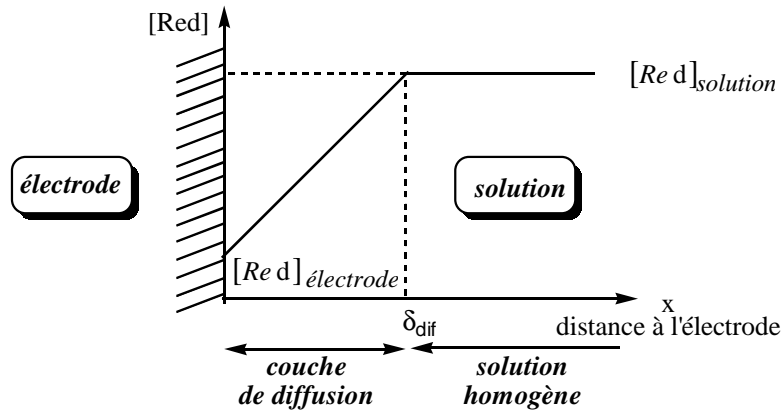 [Red]
[Re d]solution
électrode
solution
[Re d] électrode
x
δdif
distance à l'électrode
couche
de diffusion
solution
homogène